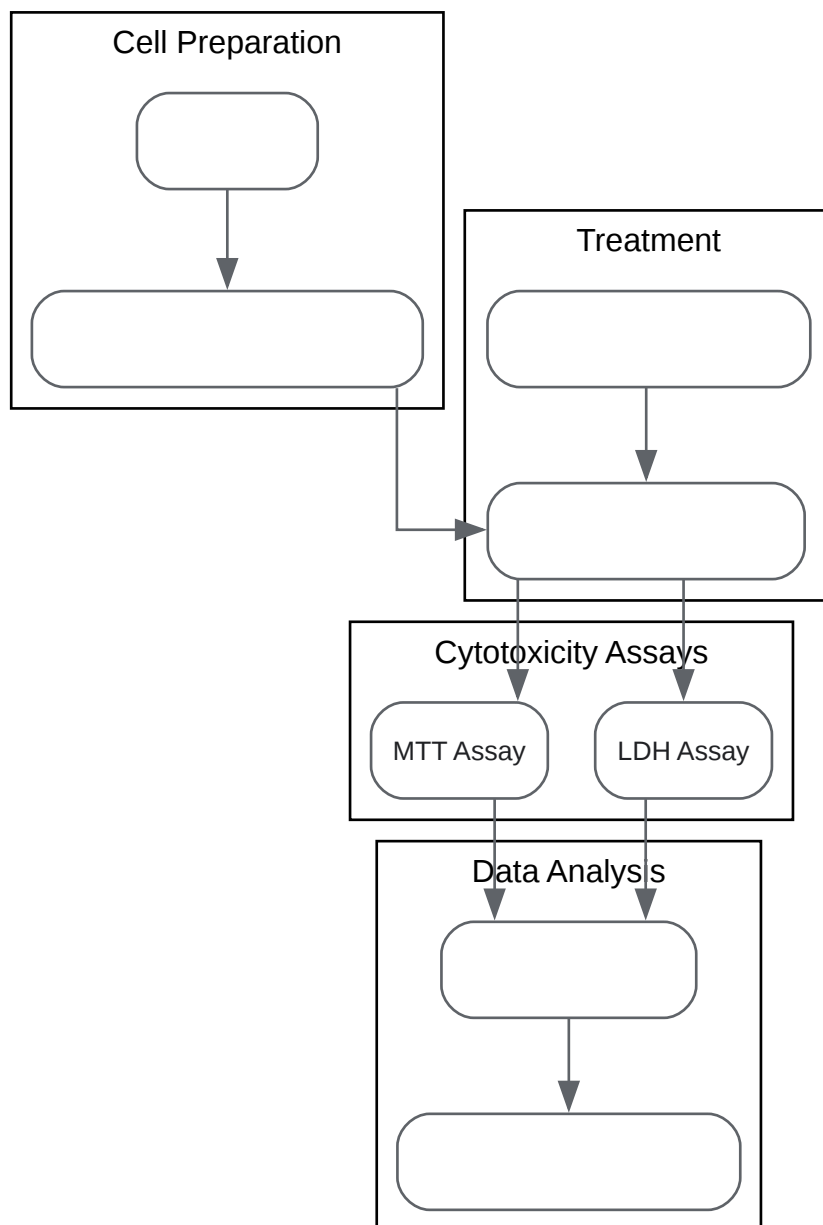 Cell Preparation
Treatment
Cytotoxicity Assays
MTT Assay
LDH Assay
Data Analysis